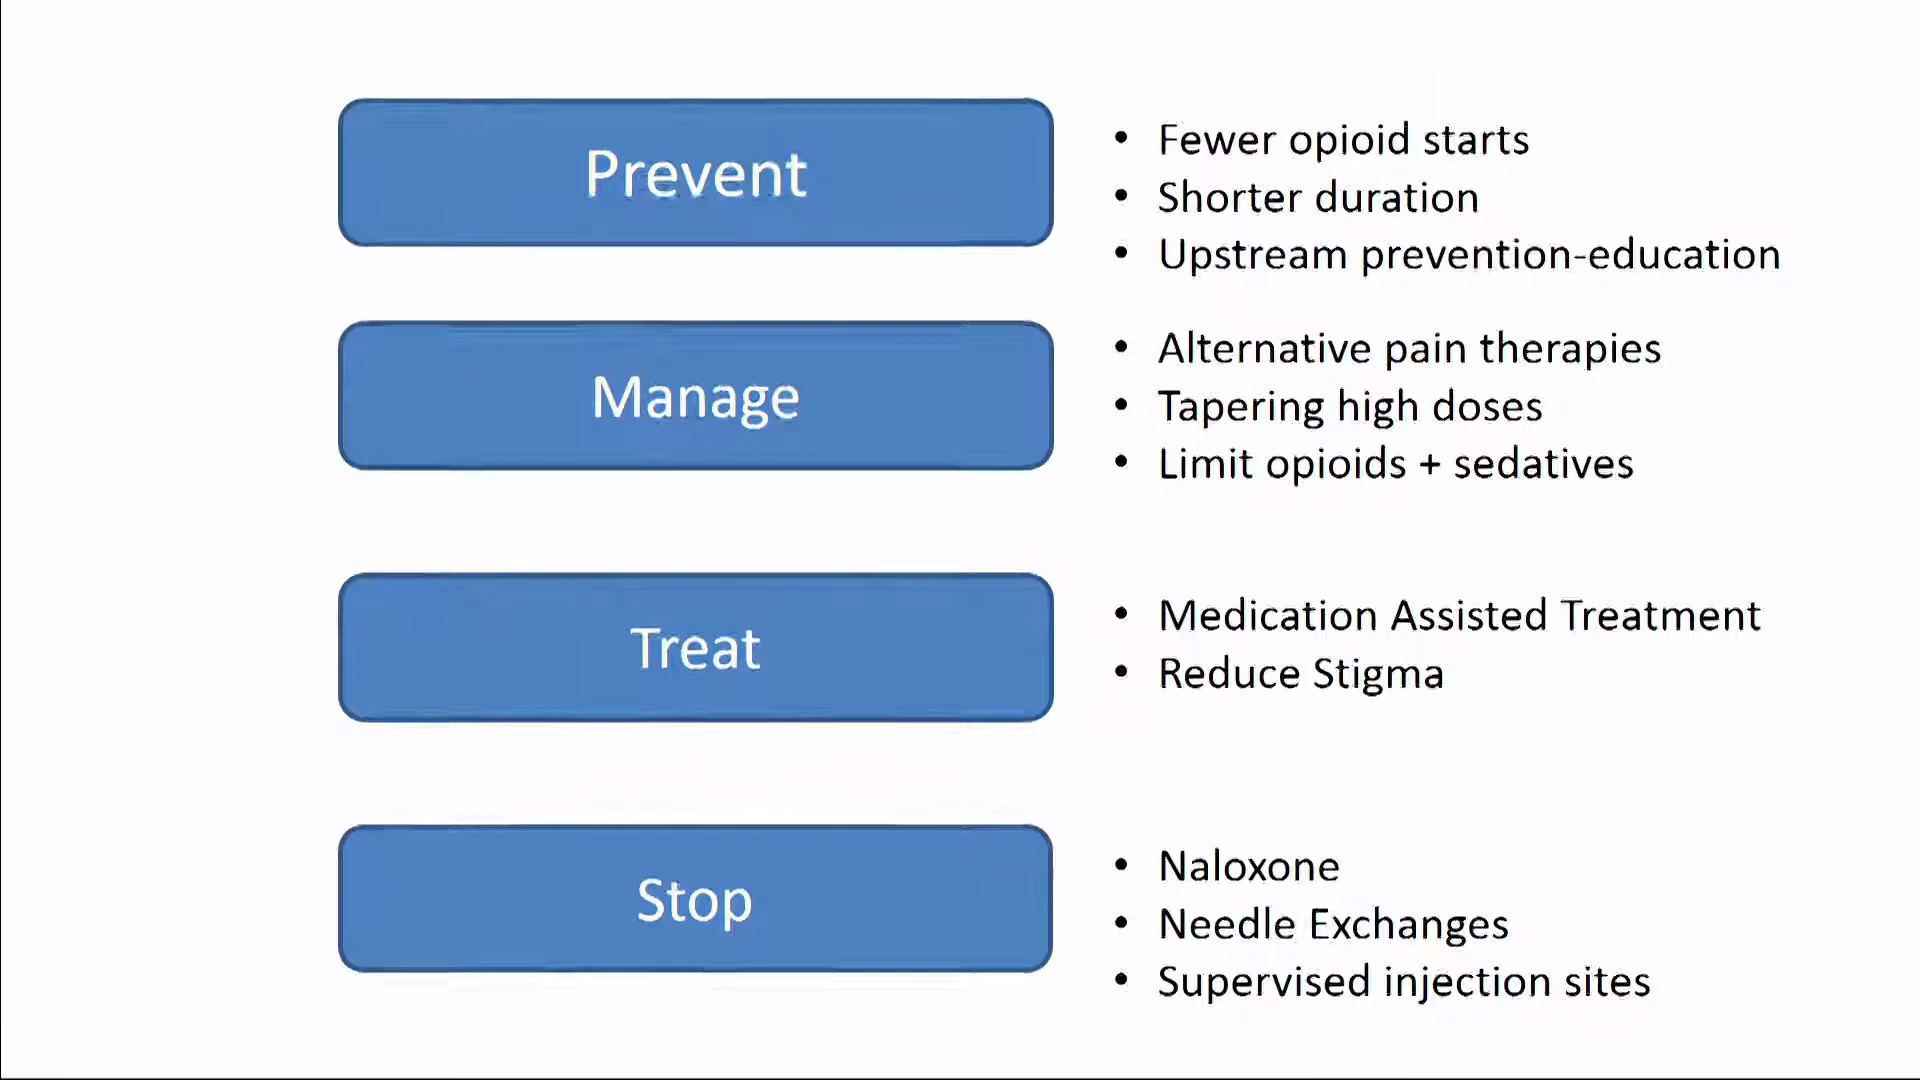 Prevent
• Fewer opioid starts
• Shorter duration
• Upstream prevention-education
Manage
• Alternative pain therapies
• Tapering high doses
• Limit opioids + sedatives
Treat
• Medication Assisted Treatment
• Reduce Stigma
Stop
• Naloxone
• Needle Exchanges
• Supervised injection sites